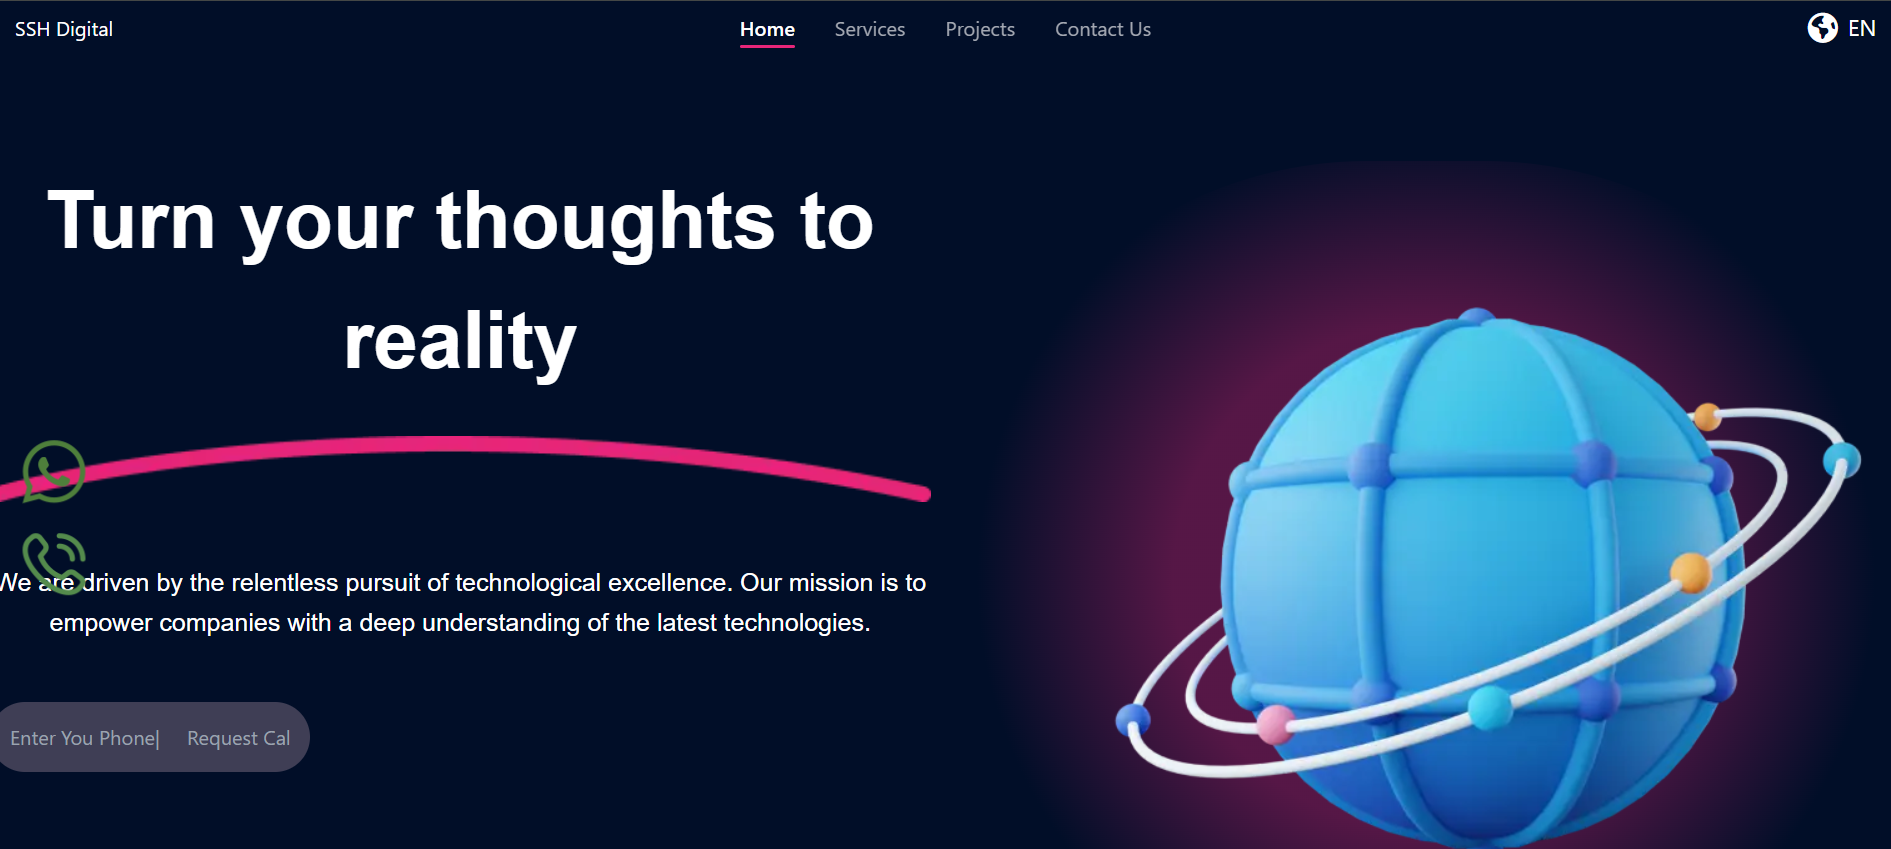 SSH Digital
Home
Services
Projects
Contact Us
EN
Turn your thoughts to
reality
We are driven by the relentless pursuit of technological excellence. Our mission is to
empower companies with a deep understanding of the latest technologies.
Enter You Phone|
Request Cal